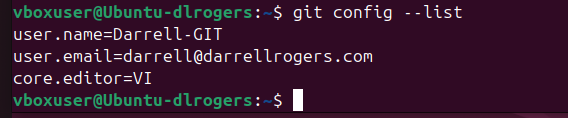 vboxuser@Ubuntu-dlrogers:~$ git config --list
user.name=Darrell-GIT
user.email=darrell@darrellrogers.com
core.editor=VI
vboxuser@Ubuntu-dlrogers:~$